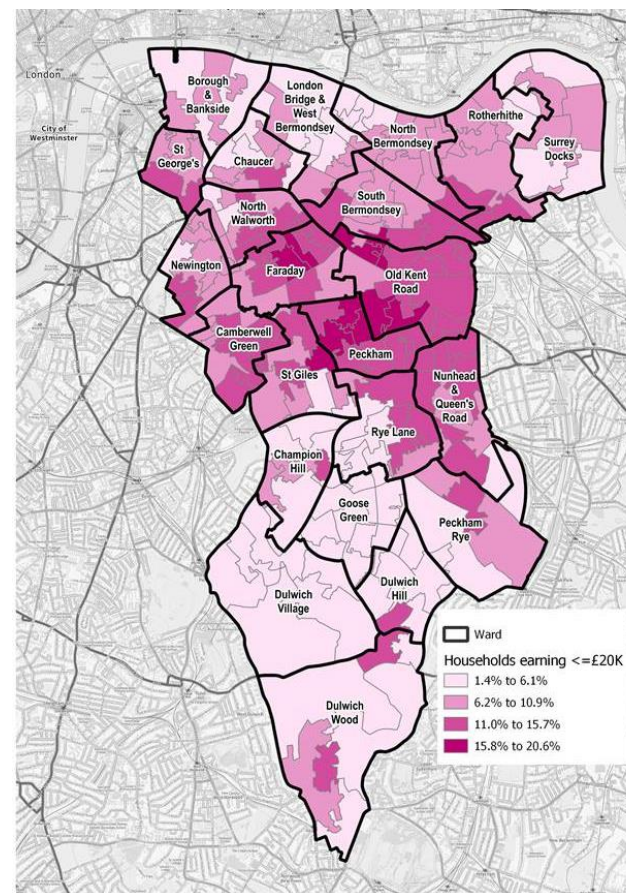 London
City of
Westminster
Borough
&
Bankside
London
Bridge &
West
Bermondsey
North
Bermondsey
Rotherhithe
Surrey
Docks
St
George's
Chaucer
South
Bermondsey
North
Walworth
Newington
Faraday
Old Kent
Road
Camberwell
Green
Peckham
St Giles
Nunhead
&
Queen's
Road
Rye Lane
Champion
Hill
Goose
Green
Peckham
Rye
Dulwich
Village
Dulwich
Hill
Dulwich
Wood
Ward
Households earning <=£20K
1.4% to 6.1%
6.2% to 10.9%
11.0% to 15.7%
15.8% to 20.6%